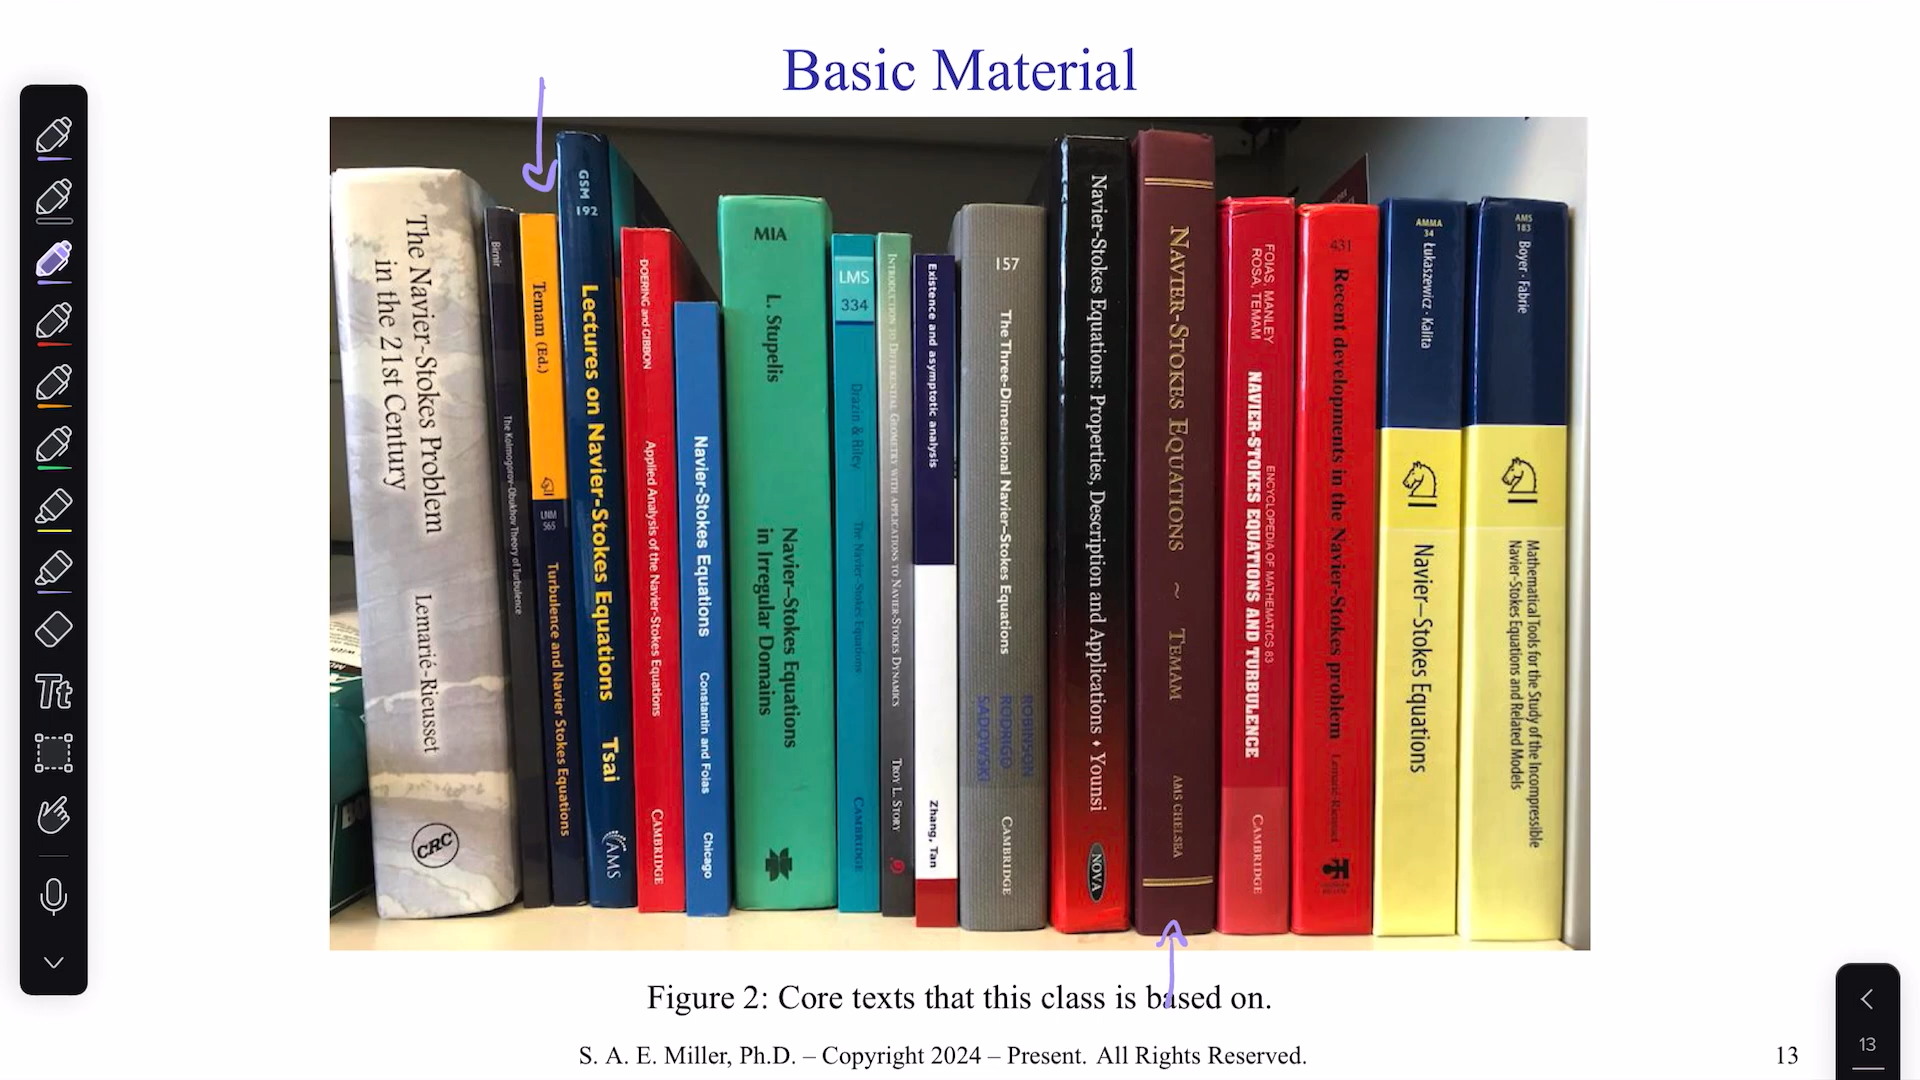 Basic Material
The Navier-Stokes Problem
in the 21st Century
Lemarié-Rieusset
CRC
Birnir
The Kolmogorov-Obukhov Theory of Turbulence
Temam (Ed.)
LNM
565
Turbulence and Navier Stokes Equations
GSM
192
Lectures on Navier-Stokes Equations
Tsai
AMS
DOERING and GIBBON
Applied Analysis of the Navier-Stokes Equations
CAMBRIDGE
Navier-Stokes Equations
Constantin and Foias
Chicago
MIA
L. Stupelis
Navier-Stokes Equations
in Irregular Domains
LMS
334
Drazin & Riley
The Navier-Stokes Equations
CAMBRIDGE
INTRODUCTION TO DIFFERENTIAL GEOMETRY WITH APPLICATIONS TO NAVIER-STOKES DYNAMICS
TROY L. STORY
Existence and asymptotic analysis
Zhang, Tan
157
The Three-Dimensional Navier-Stokes Equations
ROBINSON
RODRIGO
SADOWSKI
CAMBRIDGE
Navier-Stokes Equations: Properties, Description and Applications ♦ Younsi
NOVA
NAVIER-STOKES EQUATIONS ~ TEMAM
AMS CHELSEA
FOIAS, MANLEY
ROSA, TEMAM
ENCYCLOPEDIA OF MATHEMATICS 83
NAVIER-STOKES EQUATIONS AND TURBULENCE
CAMBRIDGE
431
Recent developments in the Navier-Stokes problem
Lemarié-Rieusset
AMMA
34
Łukaszewicz · Kalita
Navier–Stokes Equations
AMS
183
Boyer · Fabrie
Mathematical Tools for the Study of the Incompressible
Navier-Stokes Equations and Related Models
Tt
Figure 2: Core texts that this class is based on.
S. A. E. Miller, Ph.D. – Copyright 2024 – Present. All Rights Reserved.
13
13